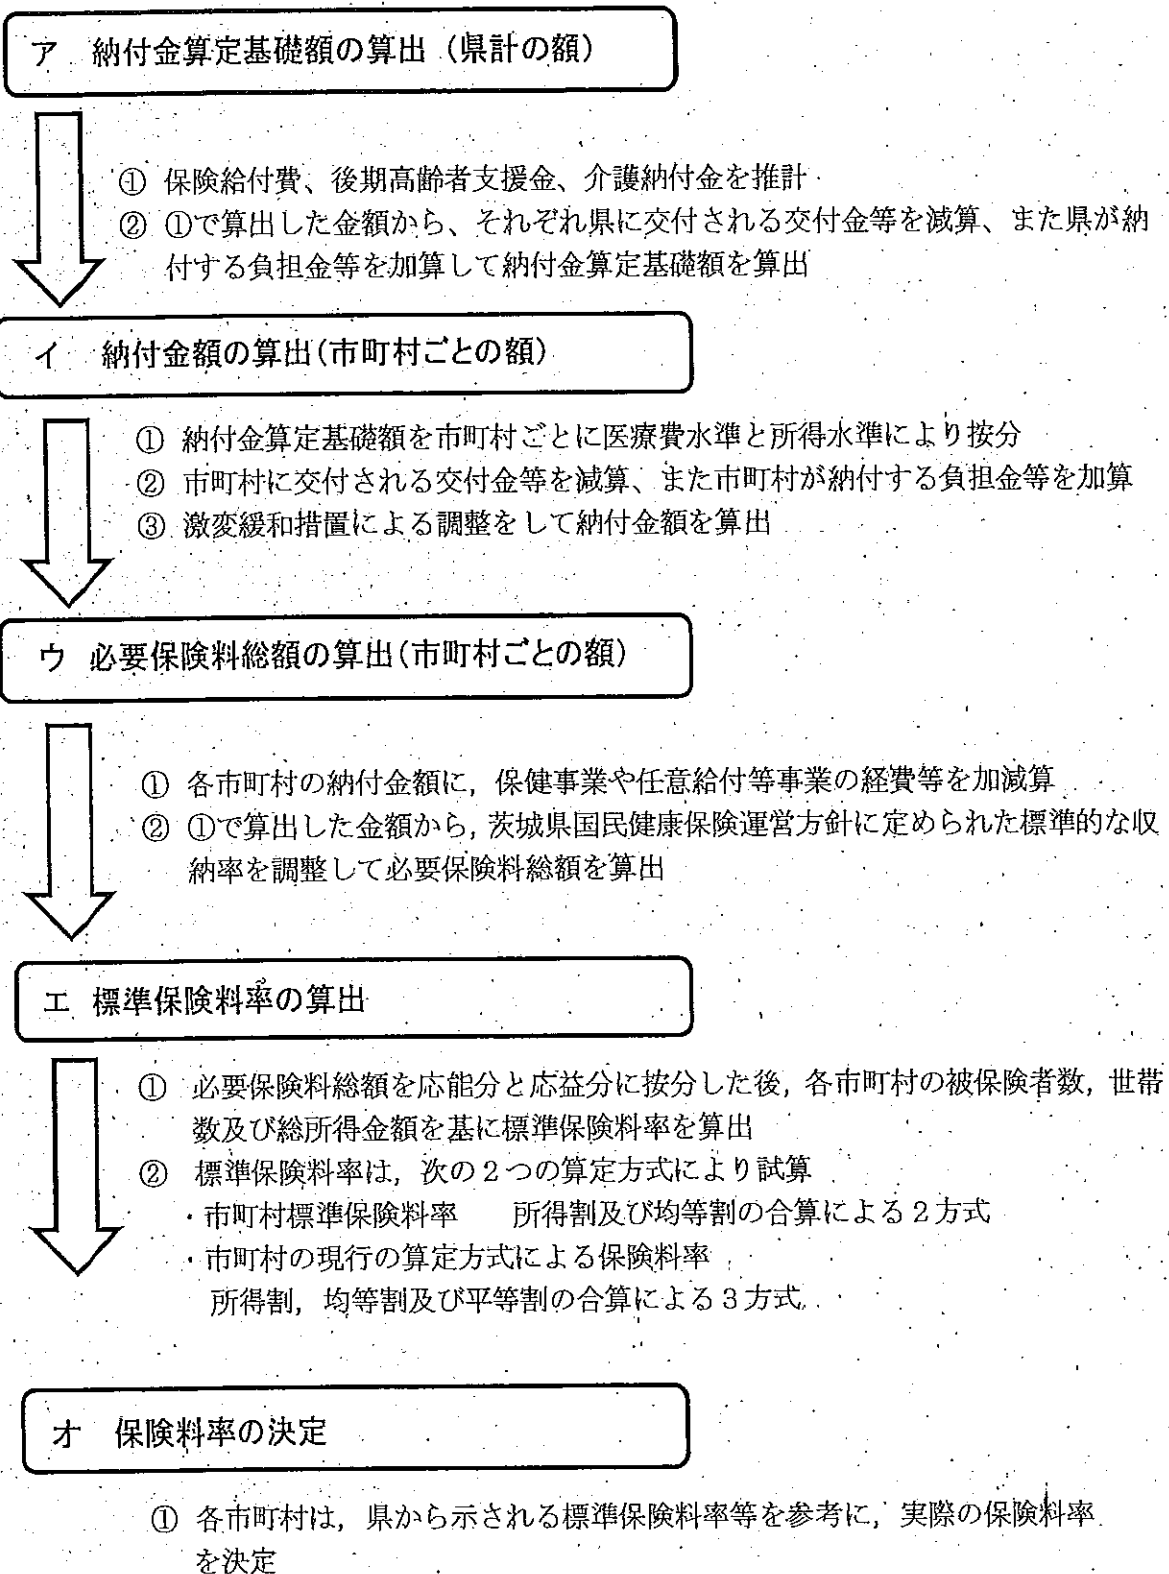 ア 納付金算定基礎額の算出（県計の額）
① 保険給付費、後期高齢者支援金、介護納付金を推計
② ①で算出した金額から、それぞれ県に交付される交付金等を減算、また県が納
付する負担金等を加算して納付金算定基礎額を算出
イ 納付金額の算出(市町村ごとの額)
① 納付金算定基礎額を市町村ごとに医療費水準と所得水準により按分
② 市町村に交付される交付金等を減算、また市町村が納付する負担金等を加算
③ 激変緩和措置による調整をして納付金額を算出
ウ 必要保険料総額の算出(市町村ごとの額)
① 各市町村の納付金額に，保健事業や任意給付等事業の経費等を加減算
② ①で算出した金額から，茨城県国民健康保険運営方針に定められた標準的な収
納率を調整して必要保険料総額を算出
エ 標準保険料率の算出
① 必要保険料総額を応能分と応益分に按分した後，各市町村の被保険者数，世帯
数及び総所得金額を基に標準保険料率を算出
② 標準保険料率は，次の２つの算定方式により試算
・市町村標準保険料率 所得割及び均等割の合算による２方式
・市町村の現行の算定方式による保険料率
所得割，均等割及び平等割の合算による３方式
オ 保険料率の決定
① 各市町村は，県から示される標準保険料率等を参考に，実際の保険料率
を決定